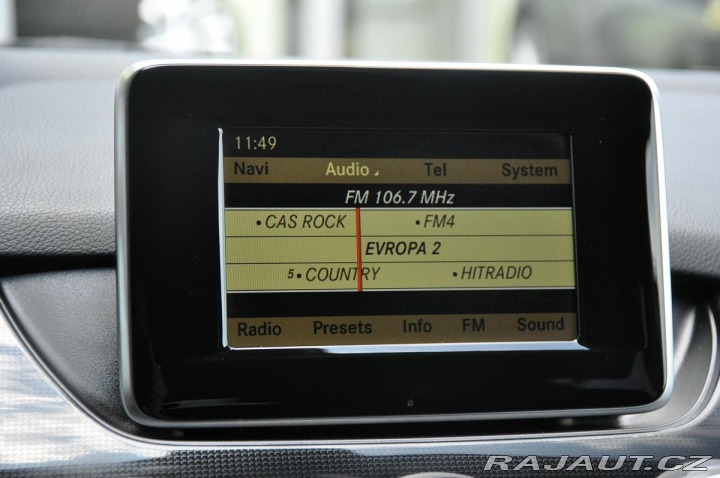 11:49
Navi Audio Tel System
FM 106.7 MHz
•CAS ROCK •FM4
EVROPA 2
5•COUNTRY •HITRADIO
Radio Presets Info FM Sound
RAJAUT.CZ